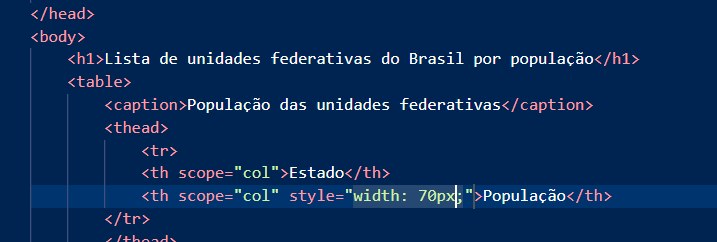 </head>
<body>
<h1>Lista de unidades federativas do Brasil por população</h1>
<table>
<caption>População das unidades federativas</caption>
<thead>
<tr>
<th scope="col">Estado</th>
<th scope="col" style="width: 70px;">População</th>
</tr>
</thead>